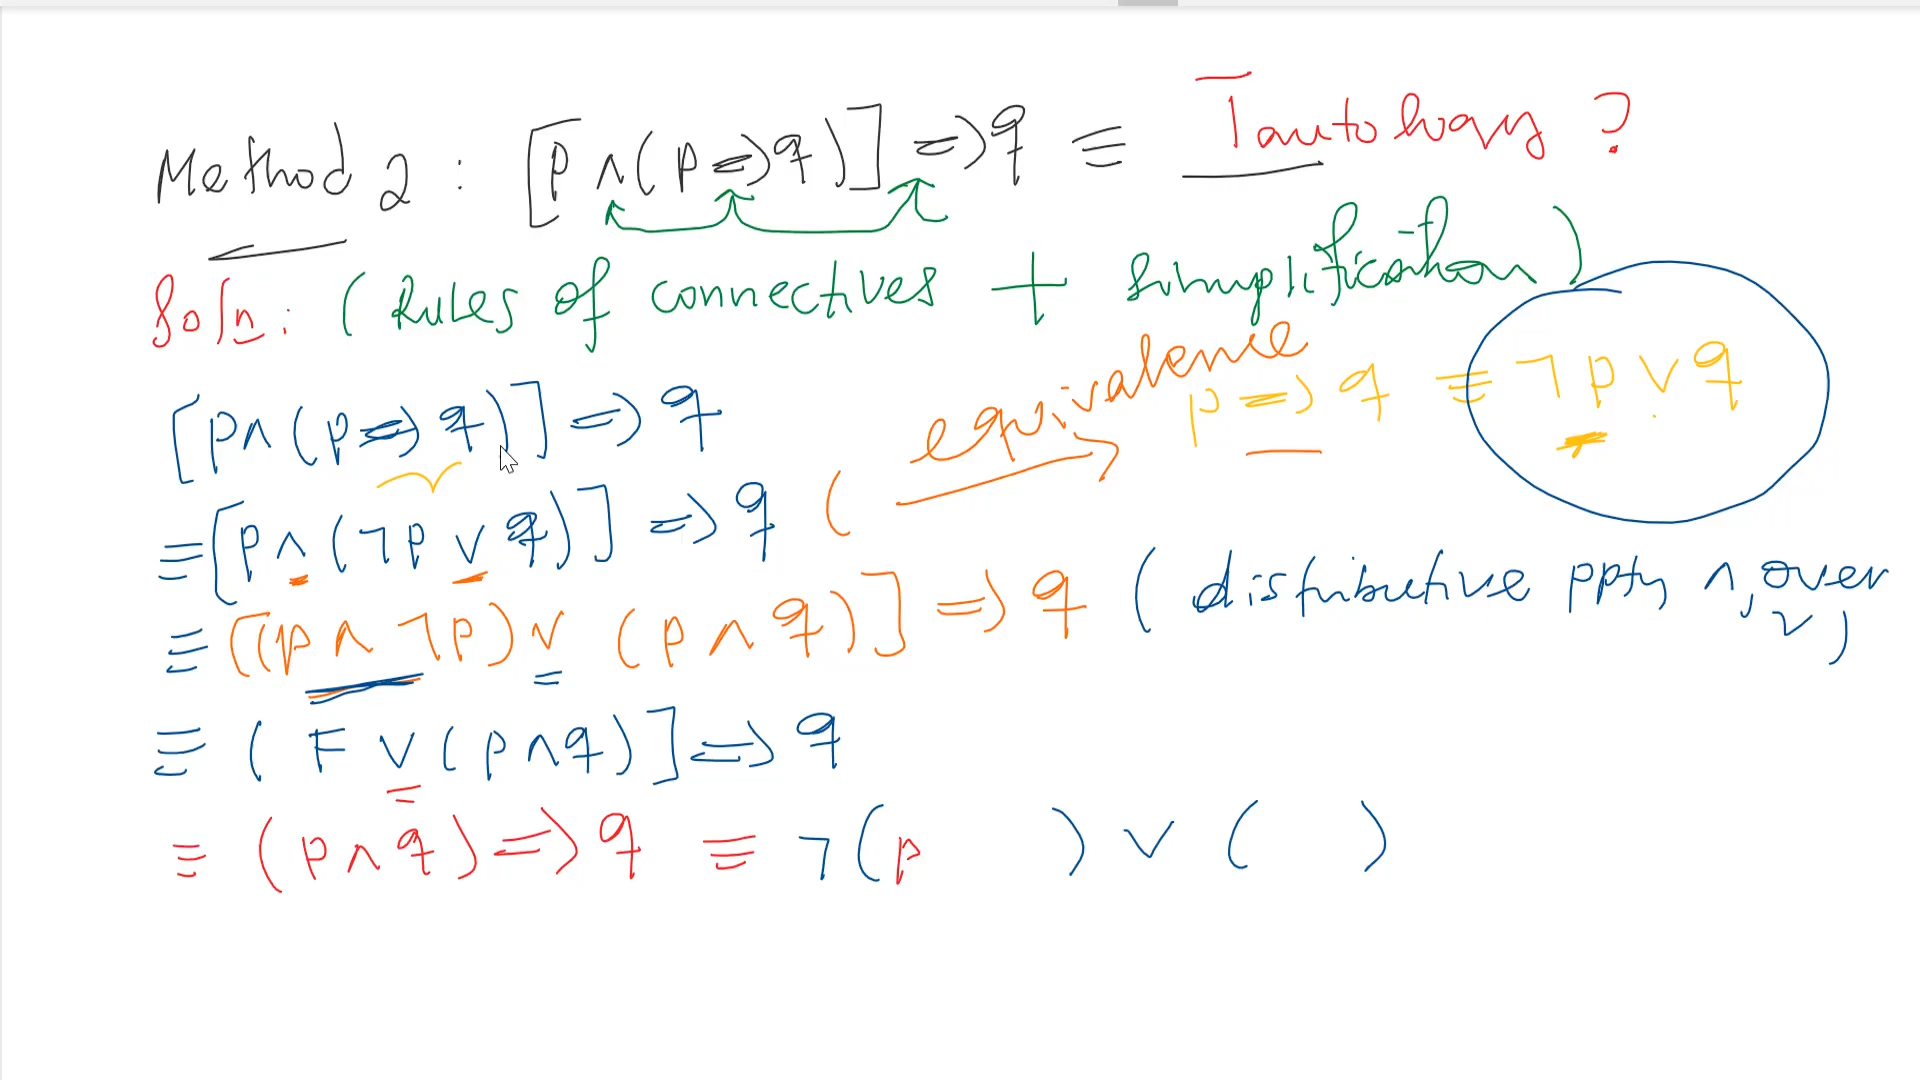 Method 2 : [p ∧ (p => q)] => q ≡ Tautology ?
Soln: ( Rules of connectives + simplification )
[p ∧ (p => q)] => q
≡ [p ∧ (¬p ∨ q)] => q ( equivalence p => q ≡ ¬p ∨ q
≡ [(p ∧ ¬p) ∨ (p ∧ q)] => q ( distributive ppty ∧, over ∨ )
≡ ( F ∨ (p ∧ q) ] => q
≡ (p ∧ q) => q ≡ ¬(p ) ∨ ( )